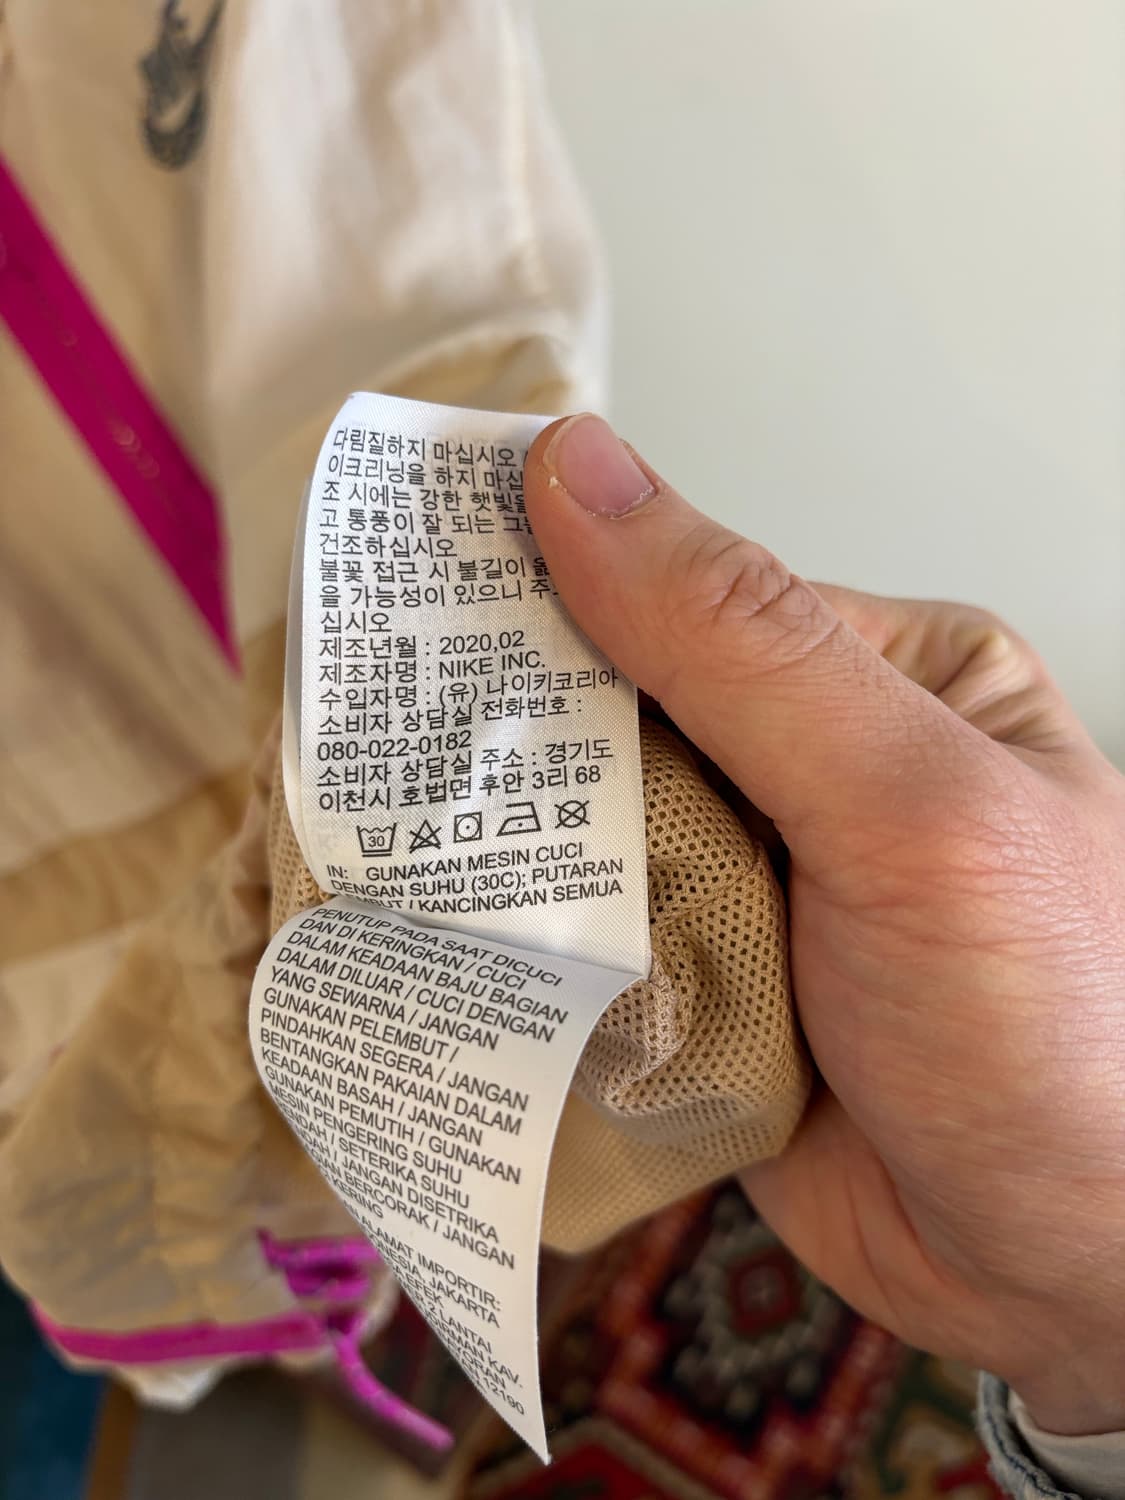 다림질하지 마십시오
이크리닝을 하지 마십
조 시에는 강한 햇빛을
고 통풍이 잘 되는
건조하십시오
불꽃 접근 시 불길이
을 가능성이 있으니
십시오
제조년월 : 2020,02
제조자명 : NIKE INC.
수입자명 : (유) 나이키코리아
소비자 상담실 전화번호 :
080-022-0182
소비자 상담실 주소 : 경기도
이천시 호법면 후안 3리 68
30
IN: GUNAKAN MESIN CUCI
DENGAN SUHU (30C); PUTARAN
/ KANCINGKAN SEMUA
PENUTUP PADA SAAT DICUCI
DAN DI KERINGKAN / CUCI
DALAM KEADAAN BAJU BAGIAN
DALAM DILUAR / CUCI DENGAN
YANG SEWARNA / JANGAN
GUNAKAN PELEMBUT /
PINDAHKAN SEGERA / JANGAN
BENTANGKAN PAKAIAN DALAM
KEADAAN BASAH / JANGAN
GUNAKAN PEMUTIH / GUNAKAN
MESIN PENGERING SUHU
/ SETERIKA SUHU
/ JANGAN DISETRIKA
BERCORAK / JANGAN
KERING
ALAMAT IMPORTIR:
JAKARTA
EFEK
LANTAI
KAV.
12190